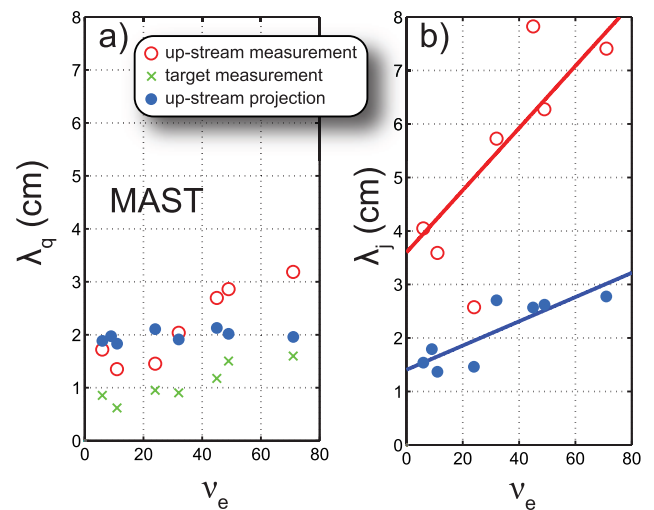 a)
up-stream measurement
target measurement
up-stream projection
MAST
λq (cm)
8
7
6
5
4
3
2
1
0
0 20 40 60 80
νe
b)
λj (cm)
8
7
6
5
4
3
2
1
0
0 20 40 60 80
νe